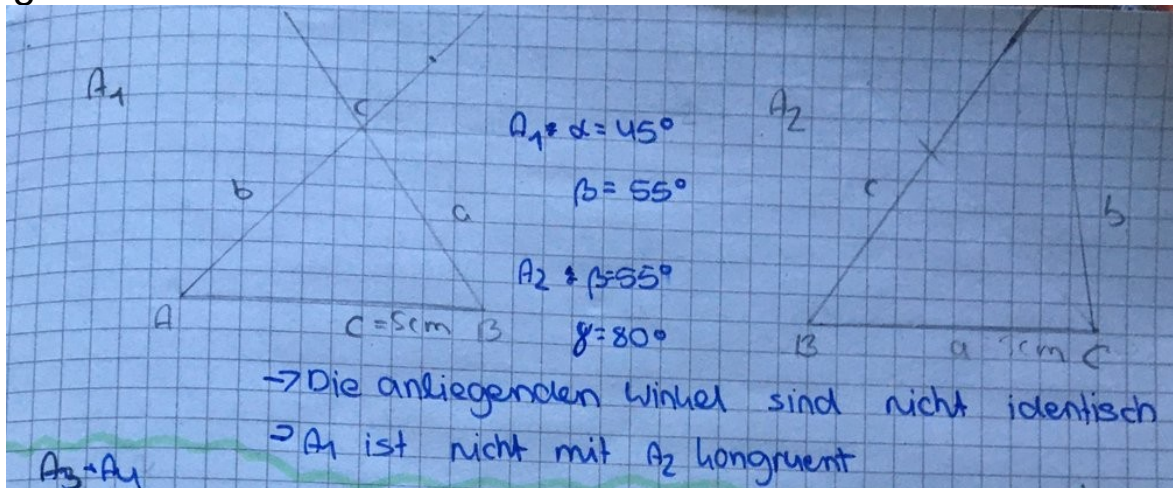 A1
C
b
a
A
c=5cm
B
A1: α=45°
β=55°
A2: β=55°
γ=80°
A2
c
b
B
a
cm C
→Die anliegenden Winkel sind nicht identisch
⇒ A1 ist nicht mit A2 kongruent
A3+A4